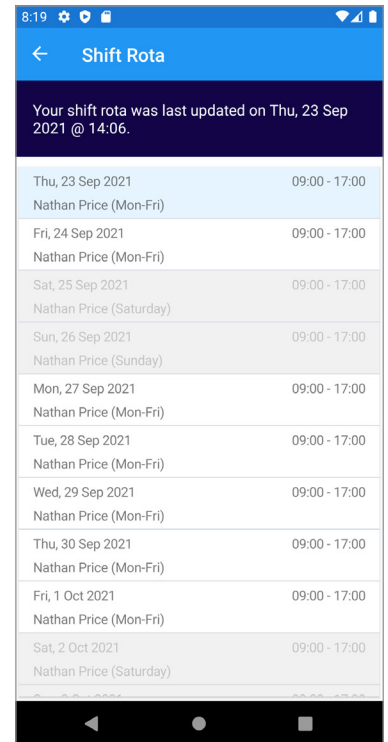 8:19
Shift Rota
Your shift rota was last updated on Thu, 23 Sep
2021 @ 14:06.
Thu, 23 Sep 2021 09:00 - 17:00
Nathan Price (Mon-Fri)
Fri, 24 Sep 2021 09:00 - 17:00
Nathan Price (Mon-Fri)
Sat, 25 Sep 2021 09:00 - 17:00
Nathan Price (Saturday)
Sun, 26 Sep 2021 09:00 - 17:00
Nathan Price (Sunday)
Mon, 27 Sep 2021 09:00 - 17:00
Nathan Price (Mon-Fri)
Tue, 28 Sep 2021 09:00 - 17:00
Nathan Price (Mon-Fri)
Wed, 29 Sep 2021 09:00 - 17:00
Nathan Price (Mon-Fri)
Thu, 30 Sep 2021 09:00 - 17:00
Nathan Price (Mon-Fri)
Fri, 1 Oct 2021 09:00 - 17:00
Nathan Price (Mon-Fri)
Sat, 2 Oct 2021 09:00 - 17:00
Nathan Price (Saturday)